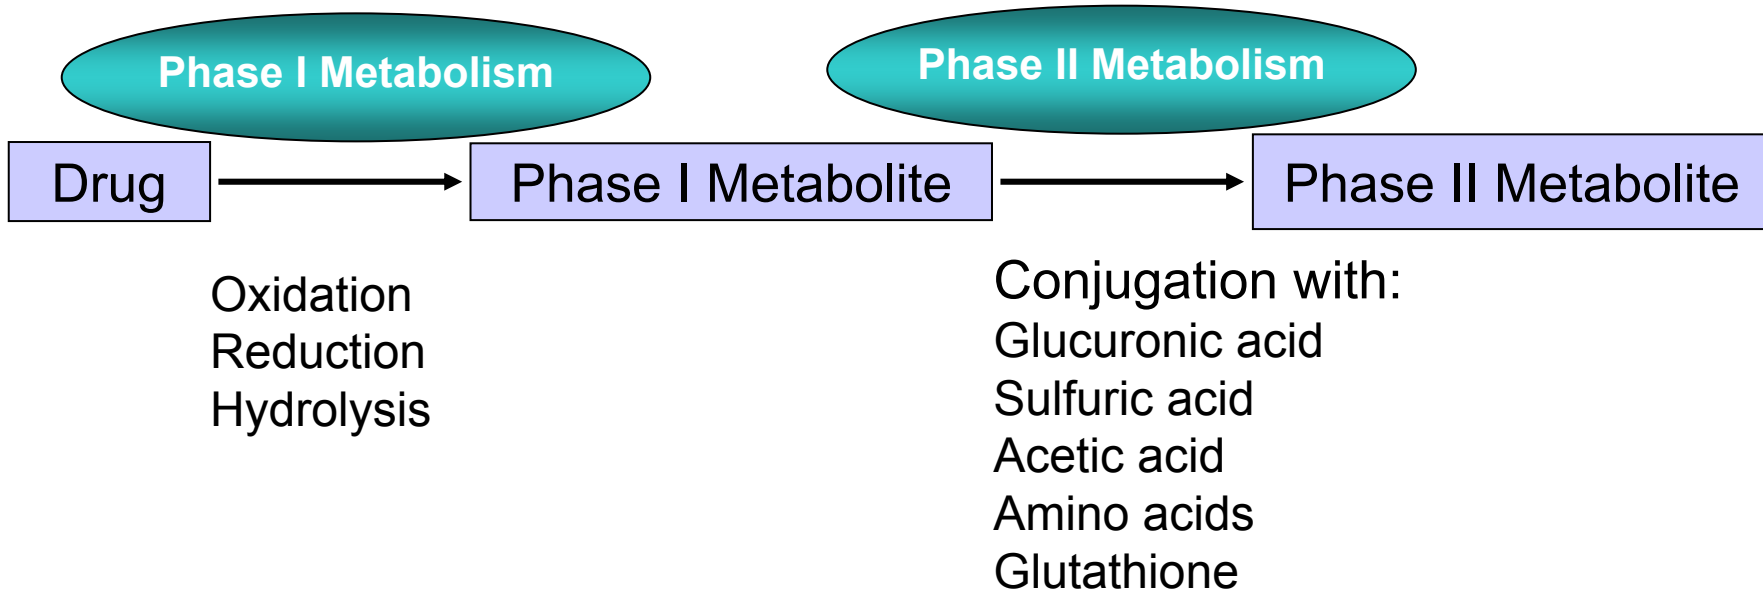 Phase I Metabolism
Phase II Metabolism
Drug
Phase I Metabolite
Phase II Metabolite
Oxidation
Reduction
Hydrolysis
Conjugation with:
Glucuronic acid
Sulfuric acid
Acetic acid
Amino acids
Glutathione